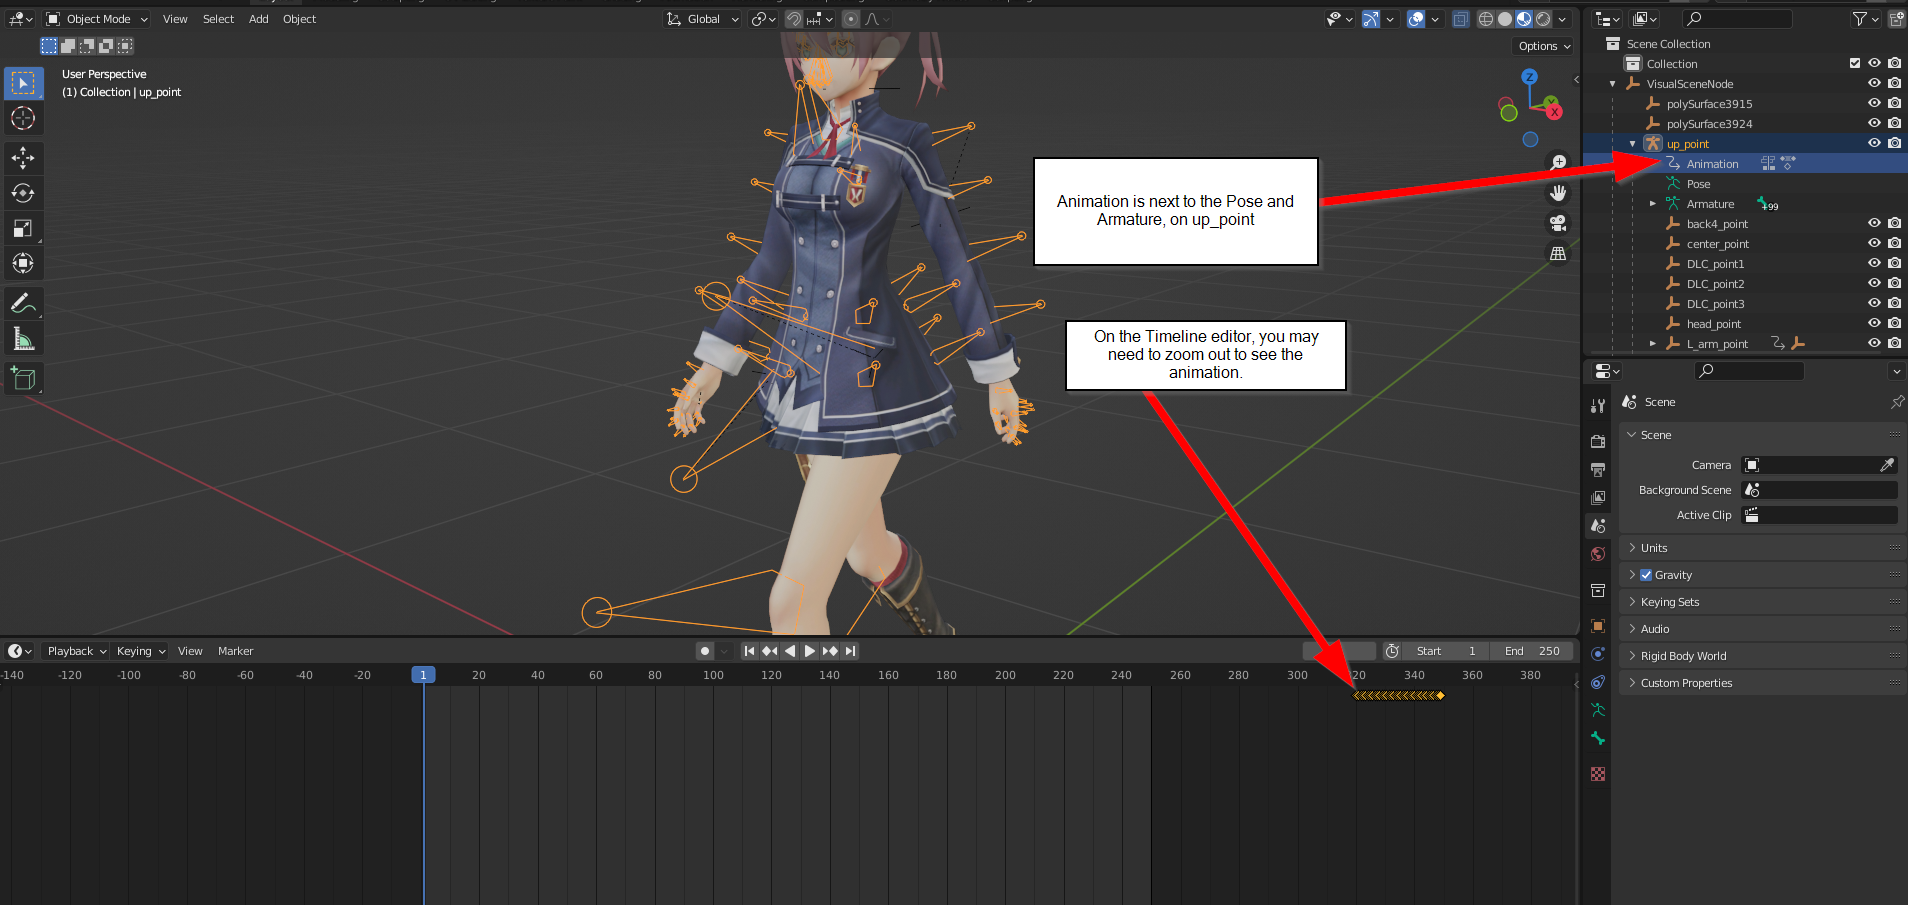 Object Mode
View
Select
Add
Object
Global
Options
User Perspective
(1) Collection | up_point
Z
Y
X
Animation is next to the Pose and
Armature, on up_point
On the Timeline editor, you may
need to zoom out to see the
animation.
Scene Collection
Collection
VisualSceneNode
polySurface3915
polySurface3924
up_point
Animation
Pose
Armature
+99
back4_point
center_point
DLC_point1
DLC_point2
DLC_point3
head_point
L_arm_point
Scene
Scene
Camera
Background Scene
Active Clip
Units
Gravity
Keying Sets
Audio
Rigid Body World
Custom Properties
Playback
Keying
View
Marker
Start 1
End 250
-140 -120 -100 -80 -60 -40 -20 1 20 40 60 80 100 120 140 160 180 200 220 240 260 280 300 320 340 360 380